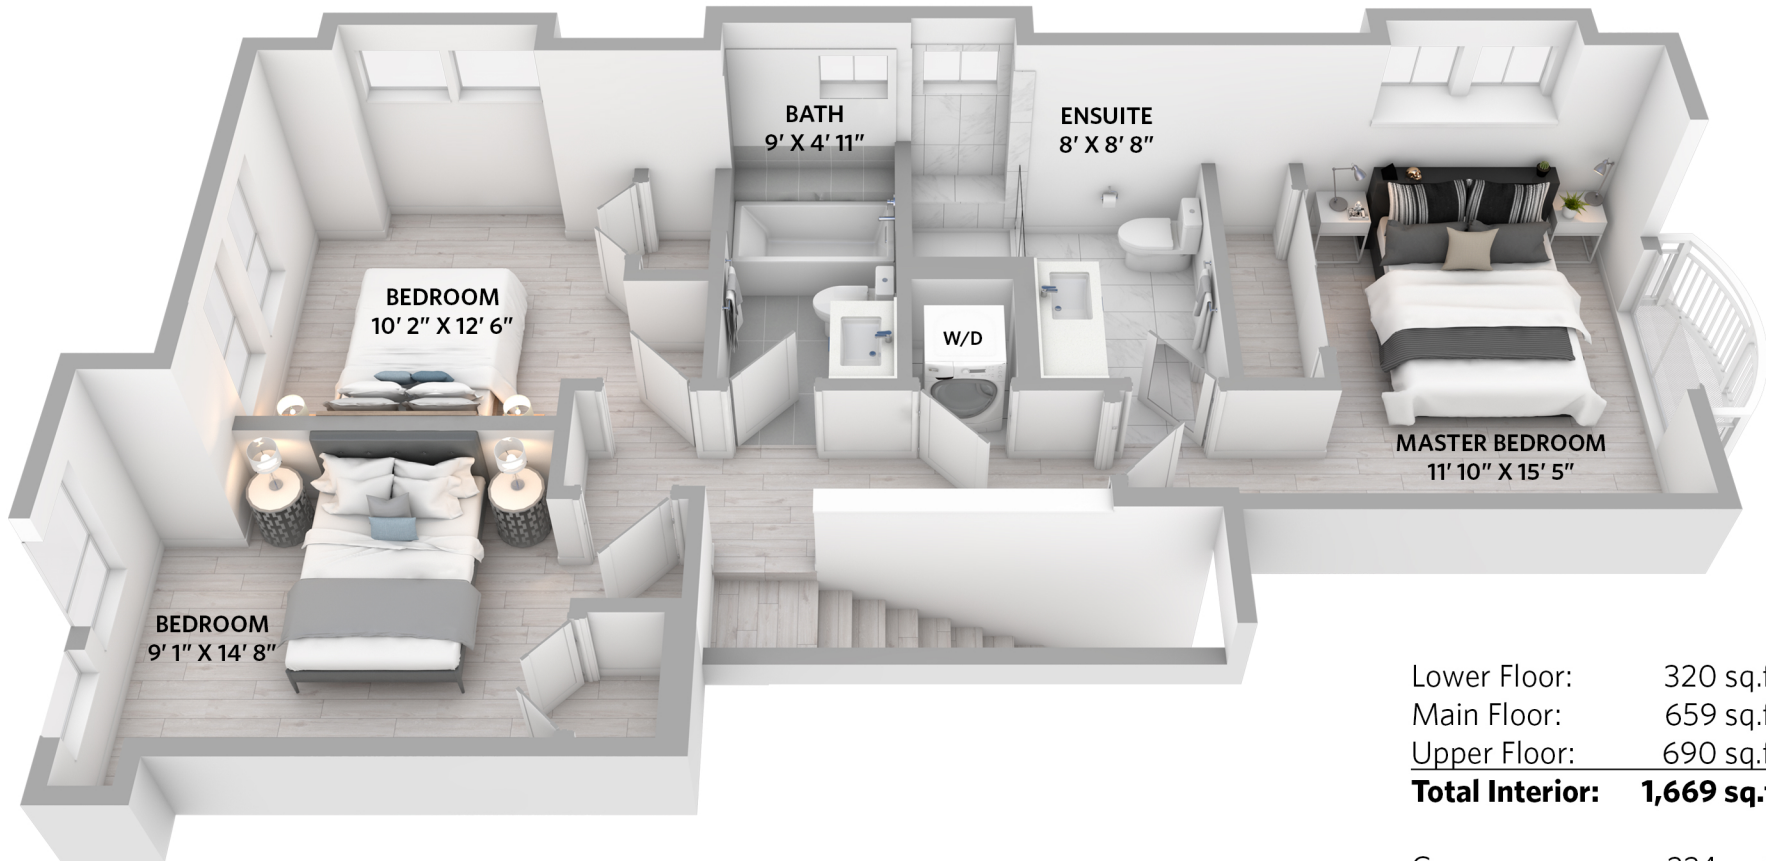 BATH
9' X 4' 11"
ENSUITE
8' X 8' 8"
BEDROOM
10' 2" X 12' 6"
W/D
MASTER BEDROOM
11' 10" X 15' 5"
BEDROOM
9' 1" X 14' 8"
Lower Floor: 320
Main Floor: 659
Upper Floor: 690
Total Interior: 1,669